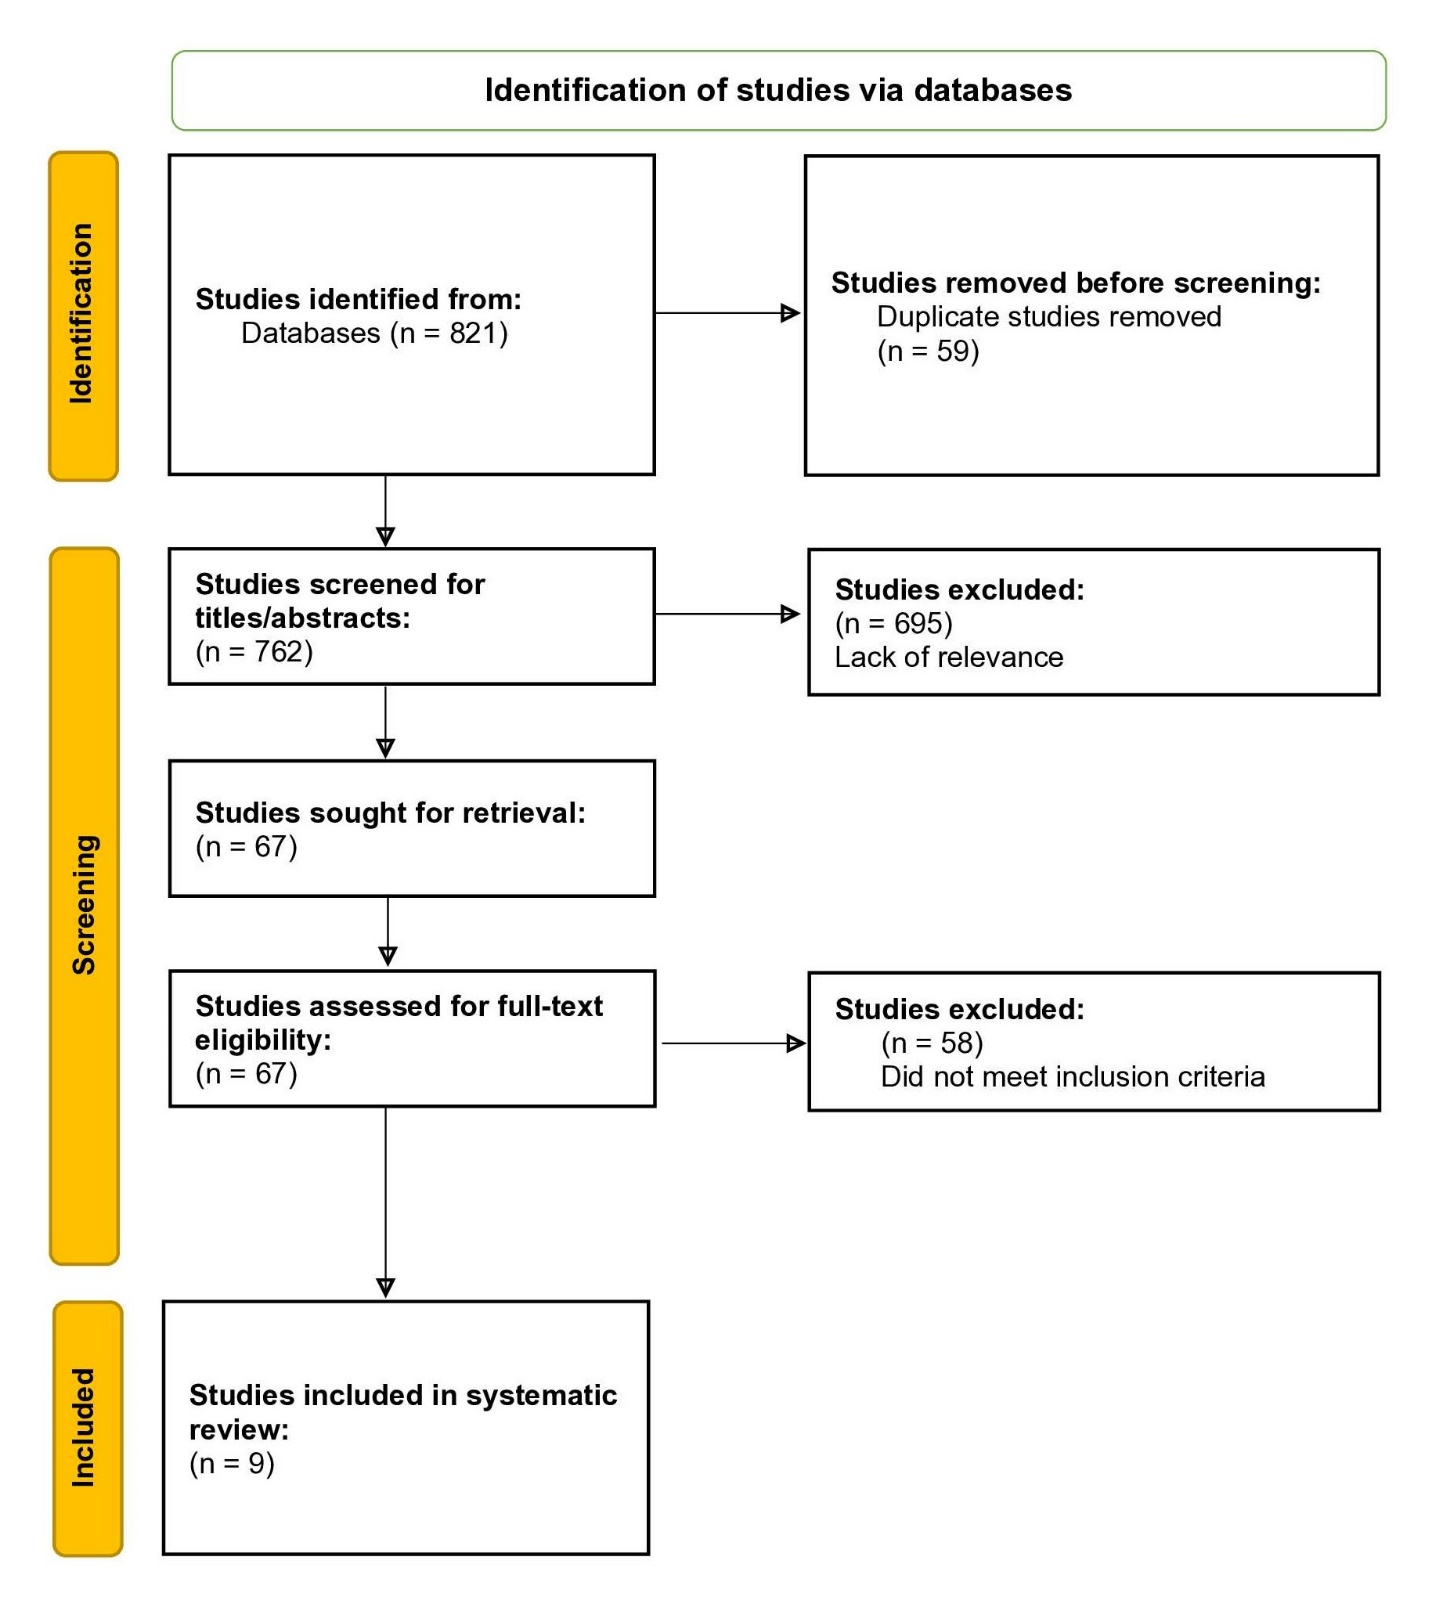 Identification of studies via databases
Identification
Studies identified from:
Databases (n = 821)
Studies removed before screening:
Duplicate studies removed
(n = 59)
Screening
Studies screened for
titles/abstracts:
(n = 762)
Studies excluded:
(n = 695)
Lack of relevance
Studies sought for retrieval:
(n = 67)
Studies assessed for full-text
eligibility:
(n = 67)
Studies excluded:
(n = 58)
Did not meet inclusion criteria
Included
Studies included in systematic
review:
(n = 9)